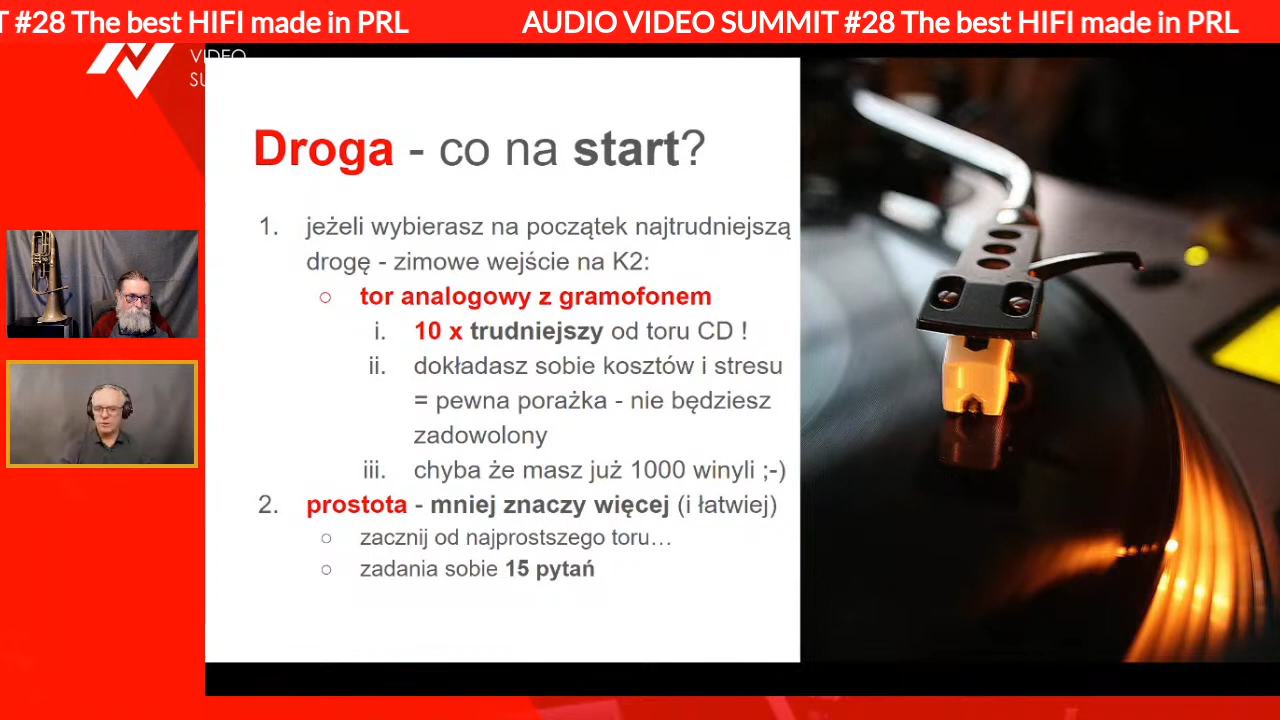 T #28 The best HIFI made in PRL
AUDIO VIDEO SUMMIT #28 The best HIFI made in PRL
VIDEO
Droga - co na start?
1. jeżeli wybierasz na początek najtrudniejszą
drogę - zimowe wejście na K2:
○ tor analogowy z gramofonem
i. 10 x trudniejszy od toru CD !
ii. dokładasz sobie kosztów i stresu
= pewna porażka - nie będziesz
zadowolony
iii. chyba że masz już 1000 winyli ;-)
2. prostota - mniej znaczy więcej (i łatwiej)
○ zacznij od najprostszego toru…
○ zadania sobie 15 pytań